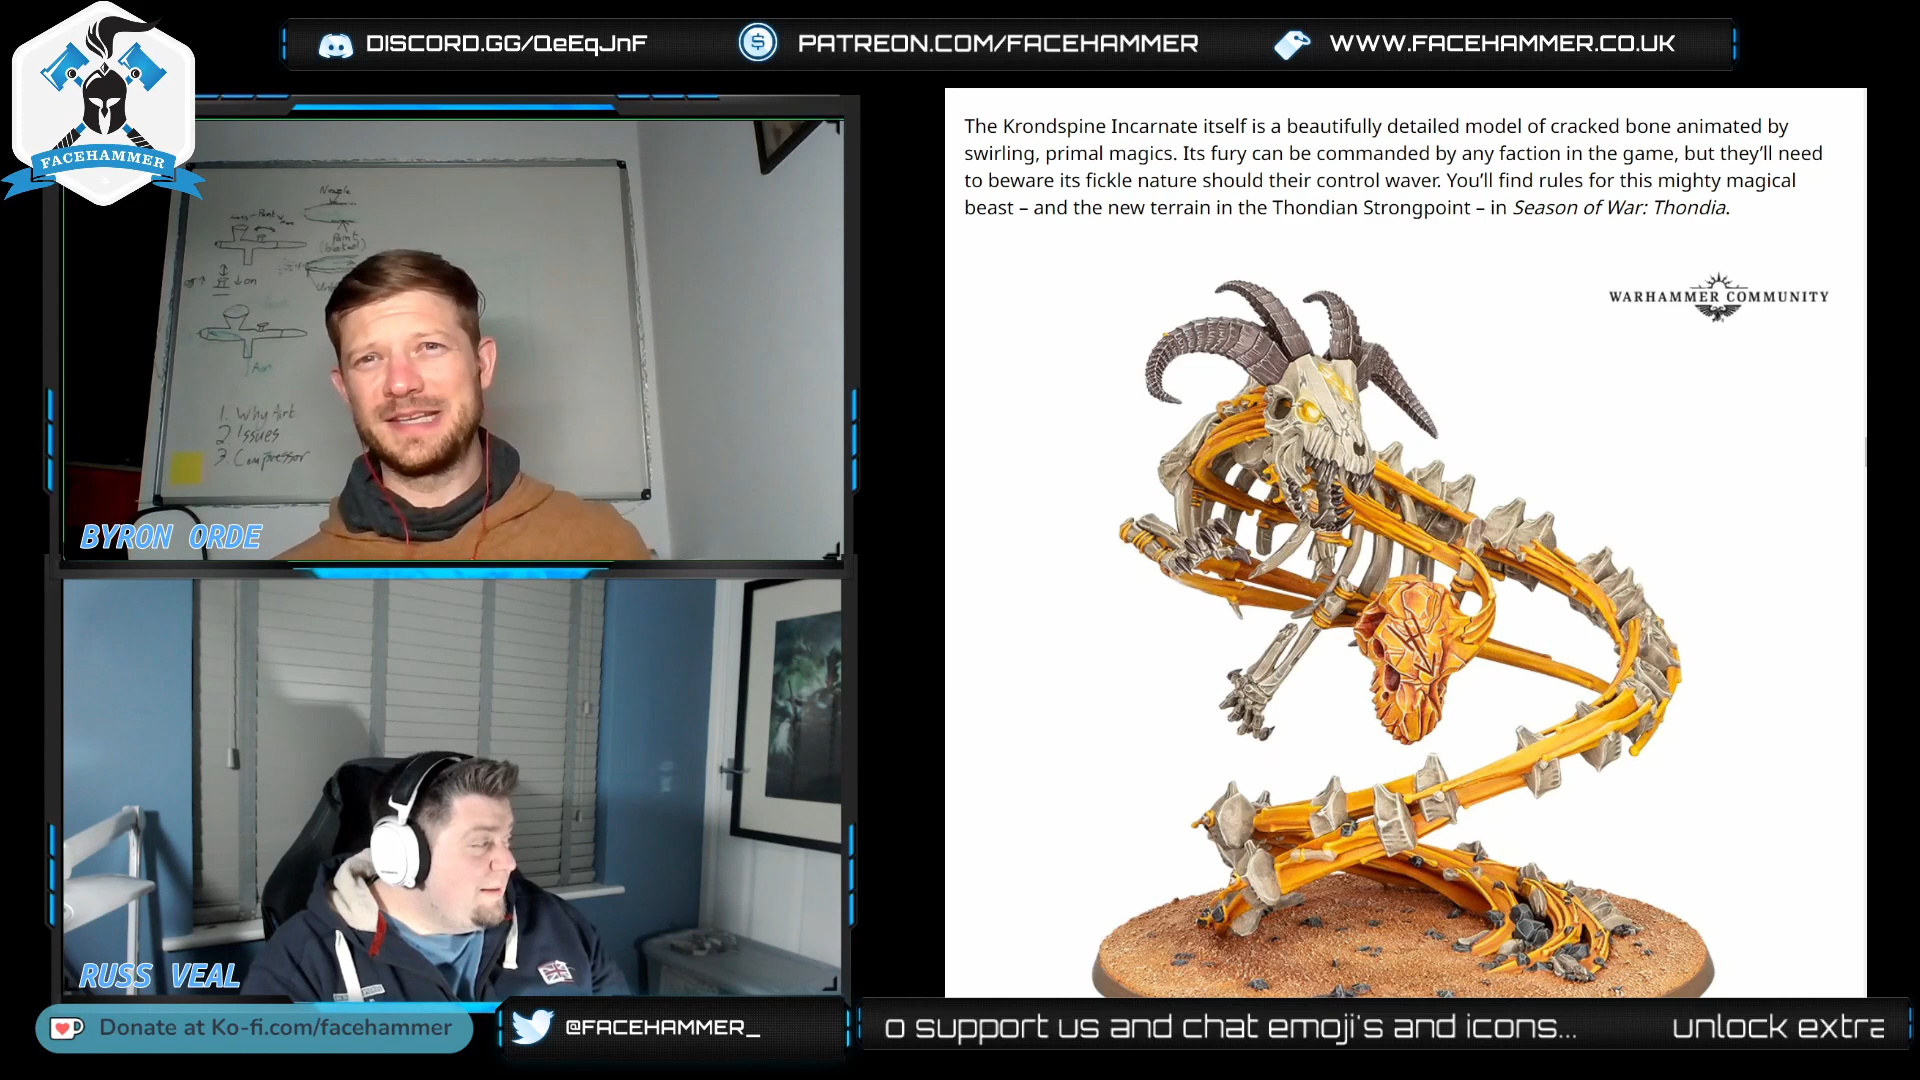 FACEHAMMER
DISCORD.GG/QeEqJnF
PATREON.COM/FACEHAMMER
WWW.FACEHAMMER.CO.UK
Paint
(blocked)
on
Air
1. Why Airb
2 Issues
3. Compressor
BYRON ORDE
RUSS VEAL
The Krondspine Incarnate itself is a beautifully detailed model of cracked bone animated by
swirling, primal magics. Its fury can be commanded by any faction in the game, but they’ll need
to beware its fickle nature should their control waver. You’ll find rules for this mighty magical
beast – and the new terrain in the Thondian Strongpoint – in Season of War: Thondia.
WARHAMMER COMMUNITY
Donate at Ko-fi.com/facehammer
@FACEHAMMER_
o support us and chat emoji's and icons... unlock extra